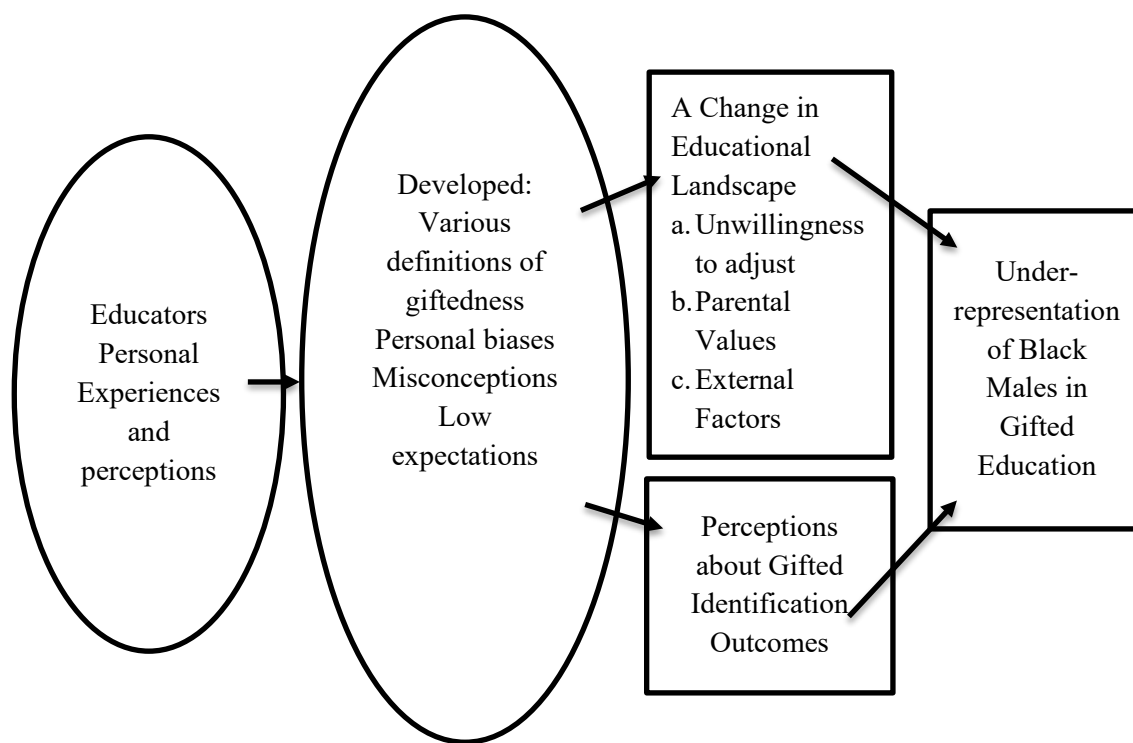 Educators
Personal
Experiences
and
perceptions
Developed:
Various
definitions of
giftedness
Personal biases
Misconceptions
Low
expectations
A Change in
Educational
Landscape
a. Unwillingness
to adjust
b. Parental
Values
c. External
Factors
Perceptions
about Gifted
Identification
Outcomes
Under-
representation
of Black
Males in
Gifted
Education